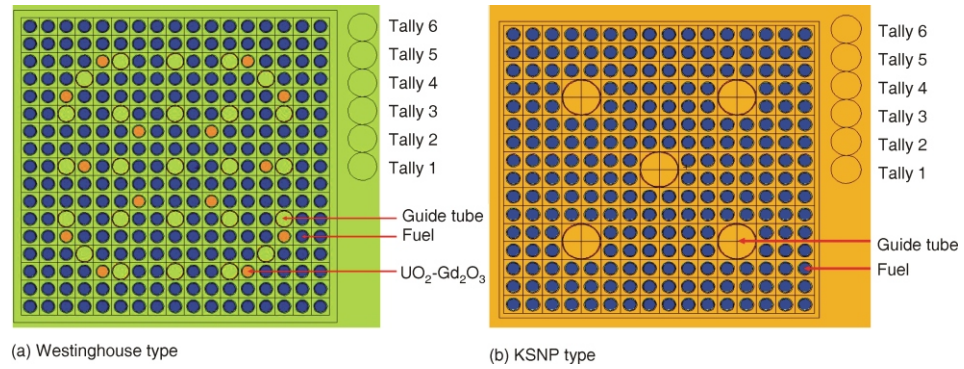 Tally 6
Tally 5
Tally 4
Tally 3
Tally 2
Tally 1
Guide tube
Fuel
UO₂-Gd₂O₃
(a) Westinghouse type
Tally 6
Tally 5
Tally 4
Tally 3
Tally 2
Tally 1
Guide tube
Fuel
(b) KSNP type